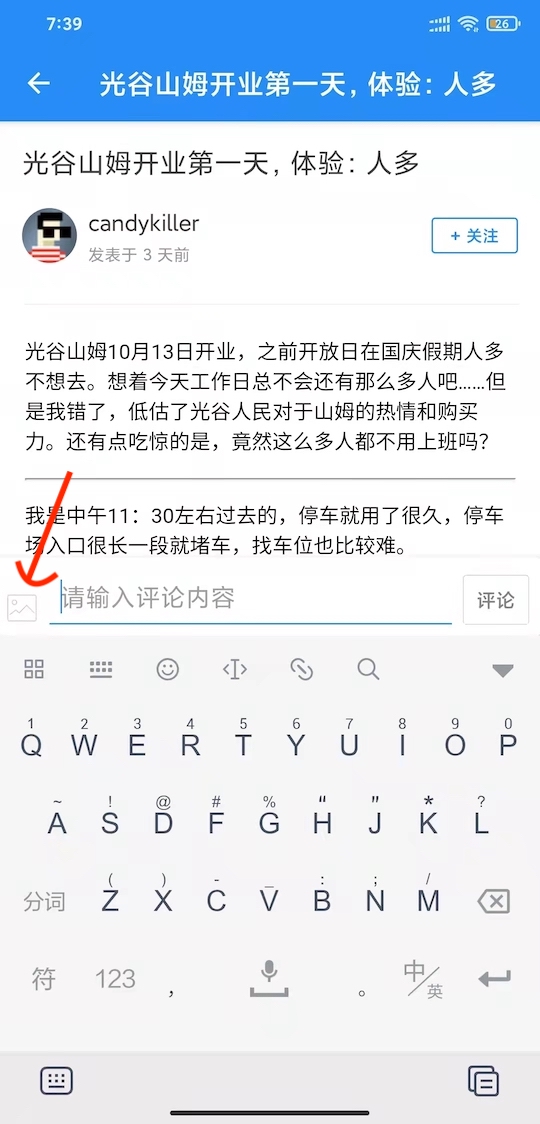 7:39
26
光谷山姆开业第一天，体验：人多
光谷山姆开业第一天，体验：人多
candykiller
发表于 3 天前
+ 关注
光谷山姆10月13日开业，之前开放日在国庆假期人多
不想去。想着今天工作日总不会还有那么多人吧……但
是我错了，低估了光谷人民对于山姆的热情和购买
力。还有点吃惊的是，竟然这么多人都不用上班吗？
我是中午11：30左右过去的，停车就用了很久，停车
场入口很长一段就堵车，找车位也比较难。
请输入评论内容
评论
1 2 3 4 5 6 7 8 9 0
Q W E R T Y U I O P
~ ! @ # % “ ” * ?
A S D F G H J K L
( ) - _ : ; /
分词 Z X C V B N M
符 123 ， 。 中/英